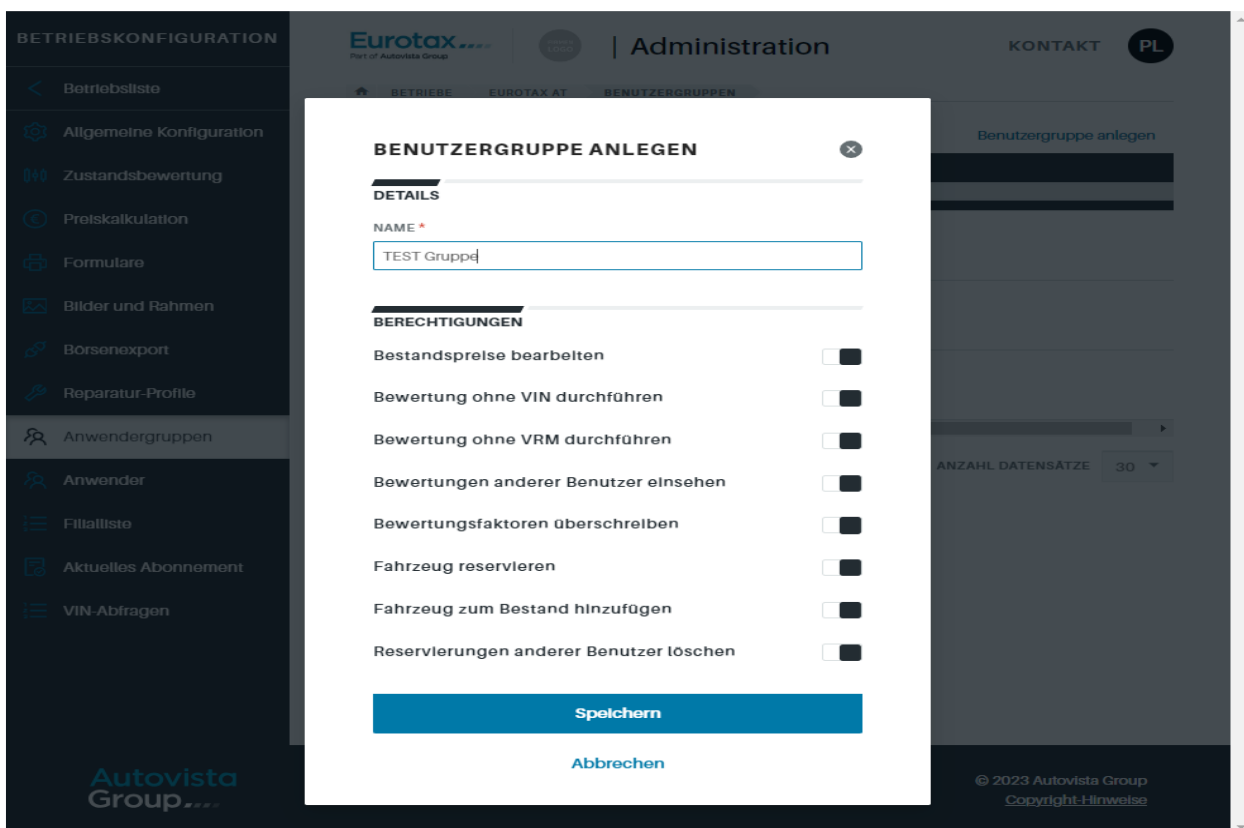 BETRIEBSKONFIGURATION
Betriebsliste
Allgemeine Konfiguration
Zustandsbewertung
Preiskalkulation
Formulare
Bilder und Rahmen
Börsenexport
Reparatur-Profile
Anwendergruppen
Anwender
Filialliste
Aktuelles Abonnement
VIN-Abfragen
Autovista
Group
Eurotax
Part of Autovista Group
| Administration
KONTAKT PL
BETRIEBE EUROTAX AT BENUTZERGRUPPEN
Benutzergruppe anlegen
BENUTZERGRUPPE ANLEGEN
DETAILS
NAME *
TEST Gruppe
BERECHTIGUNGEN
Bestandspreise bearbeiten
Bewertung ohne VIN durchführen
Bewertung ohne VRM durchführen
Bewertungen anderer Benutzer einsehen
Bewertungsfaktoren überschreiben
Fahrzeug reservieren
Fahrzeug zum Bestand hinzufügen
Reservierungen anderer Benutzer löschen
Speichern
Abbrechen
ANZAHL DATENSÄTZE 30
© 2023 Autovista Group
Copyright-Hinweise